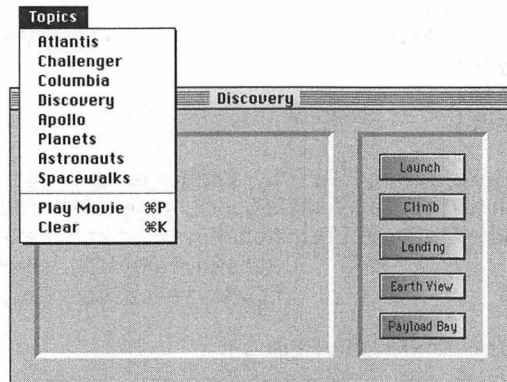 Topics
Atlantis
Challenger
Columbia
Discovery
Apollo
Planets
Astronauts
Spacewalks
Play Movie ⌘P
Clear ⌘K
Discovery
Launch
Climb
Landing
Earth View
Payload Bay